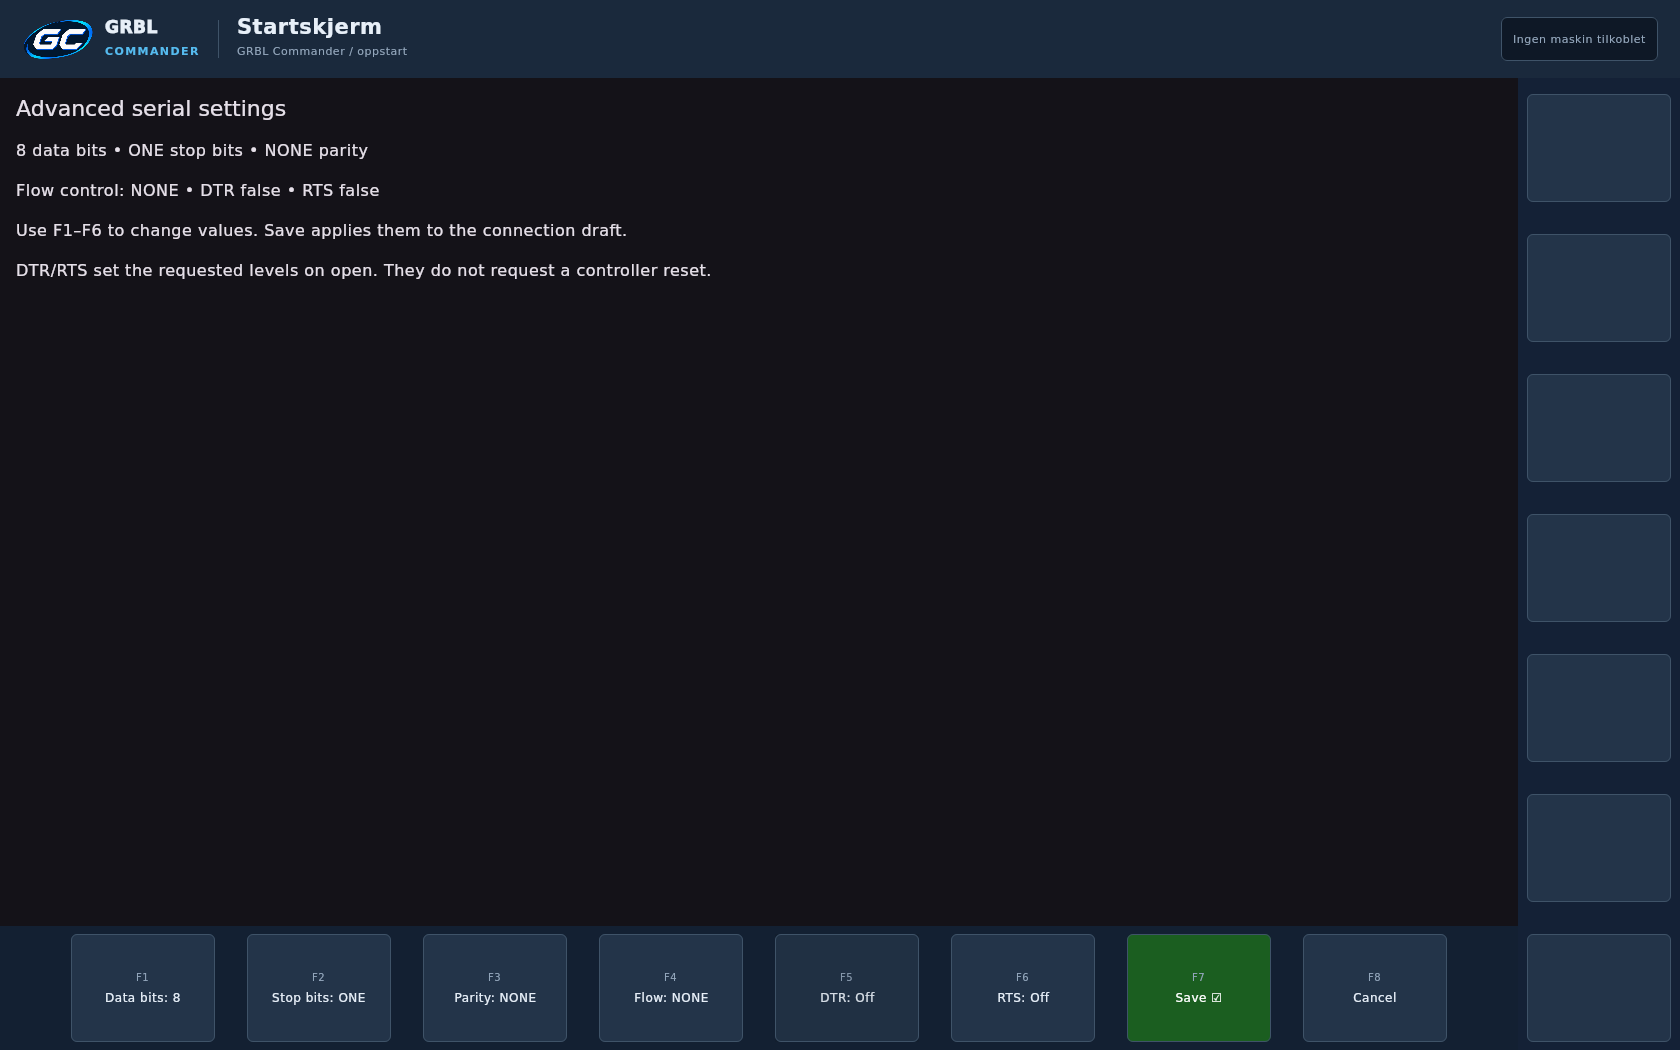 GC
GRBL
COMMANDER
Startskjerm
GRBL Commander / oppstart
Ingen maskin tilkoblet
Advanced serial settings
8 data bits • ONE stop bits • NONE parity
Flow control: NONE • DTR false • RTS false
Use F1–F6 to change values. Save applies them to the connection draft.
DTR/RTS set the requested levels on open. They do not request a controller reset.
F1
Data bits: 8
F2
Stop bits: ONE
F3
Parity: NONE
F4
Flow: NONE
F5
DTR: Off
F6
RTS: Off
F7
Save ☑
F8
Cancel